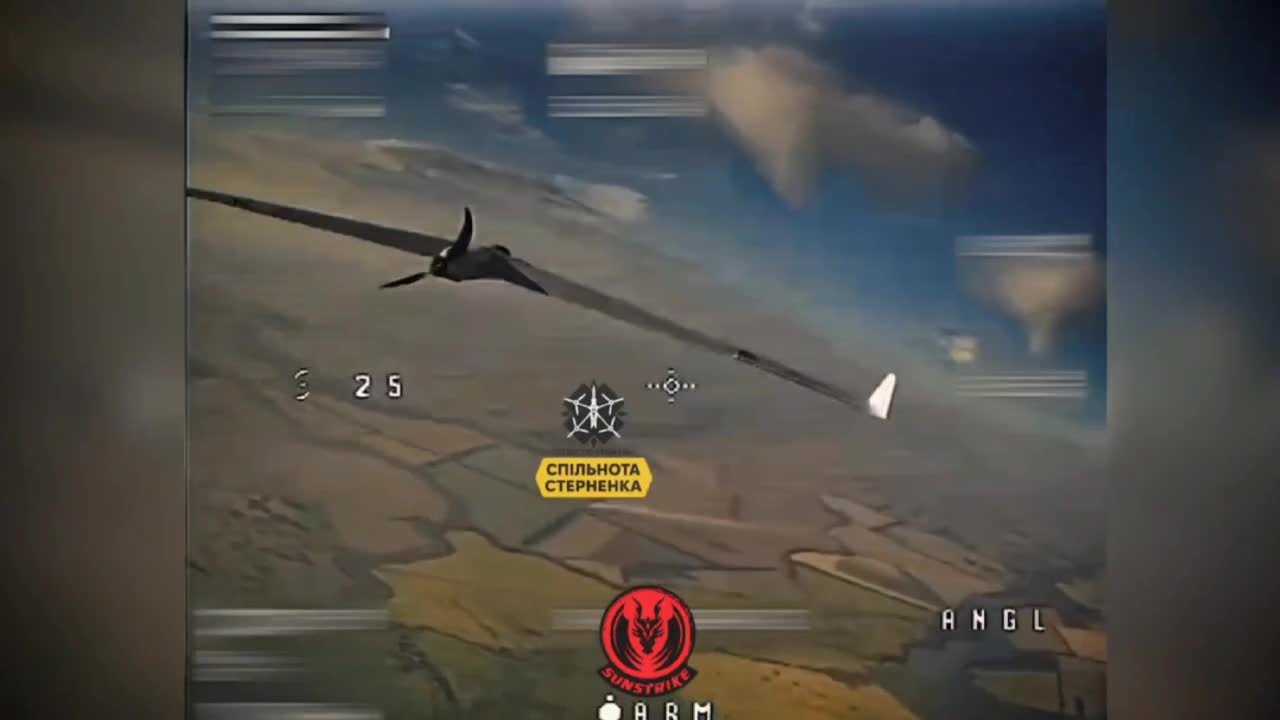 25
СПІЛЬНОТА
СТЕРНЕНКА
ANGL
SUNSTRIKE
ARM